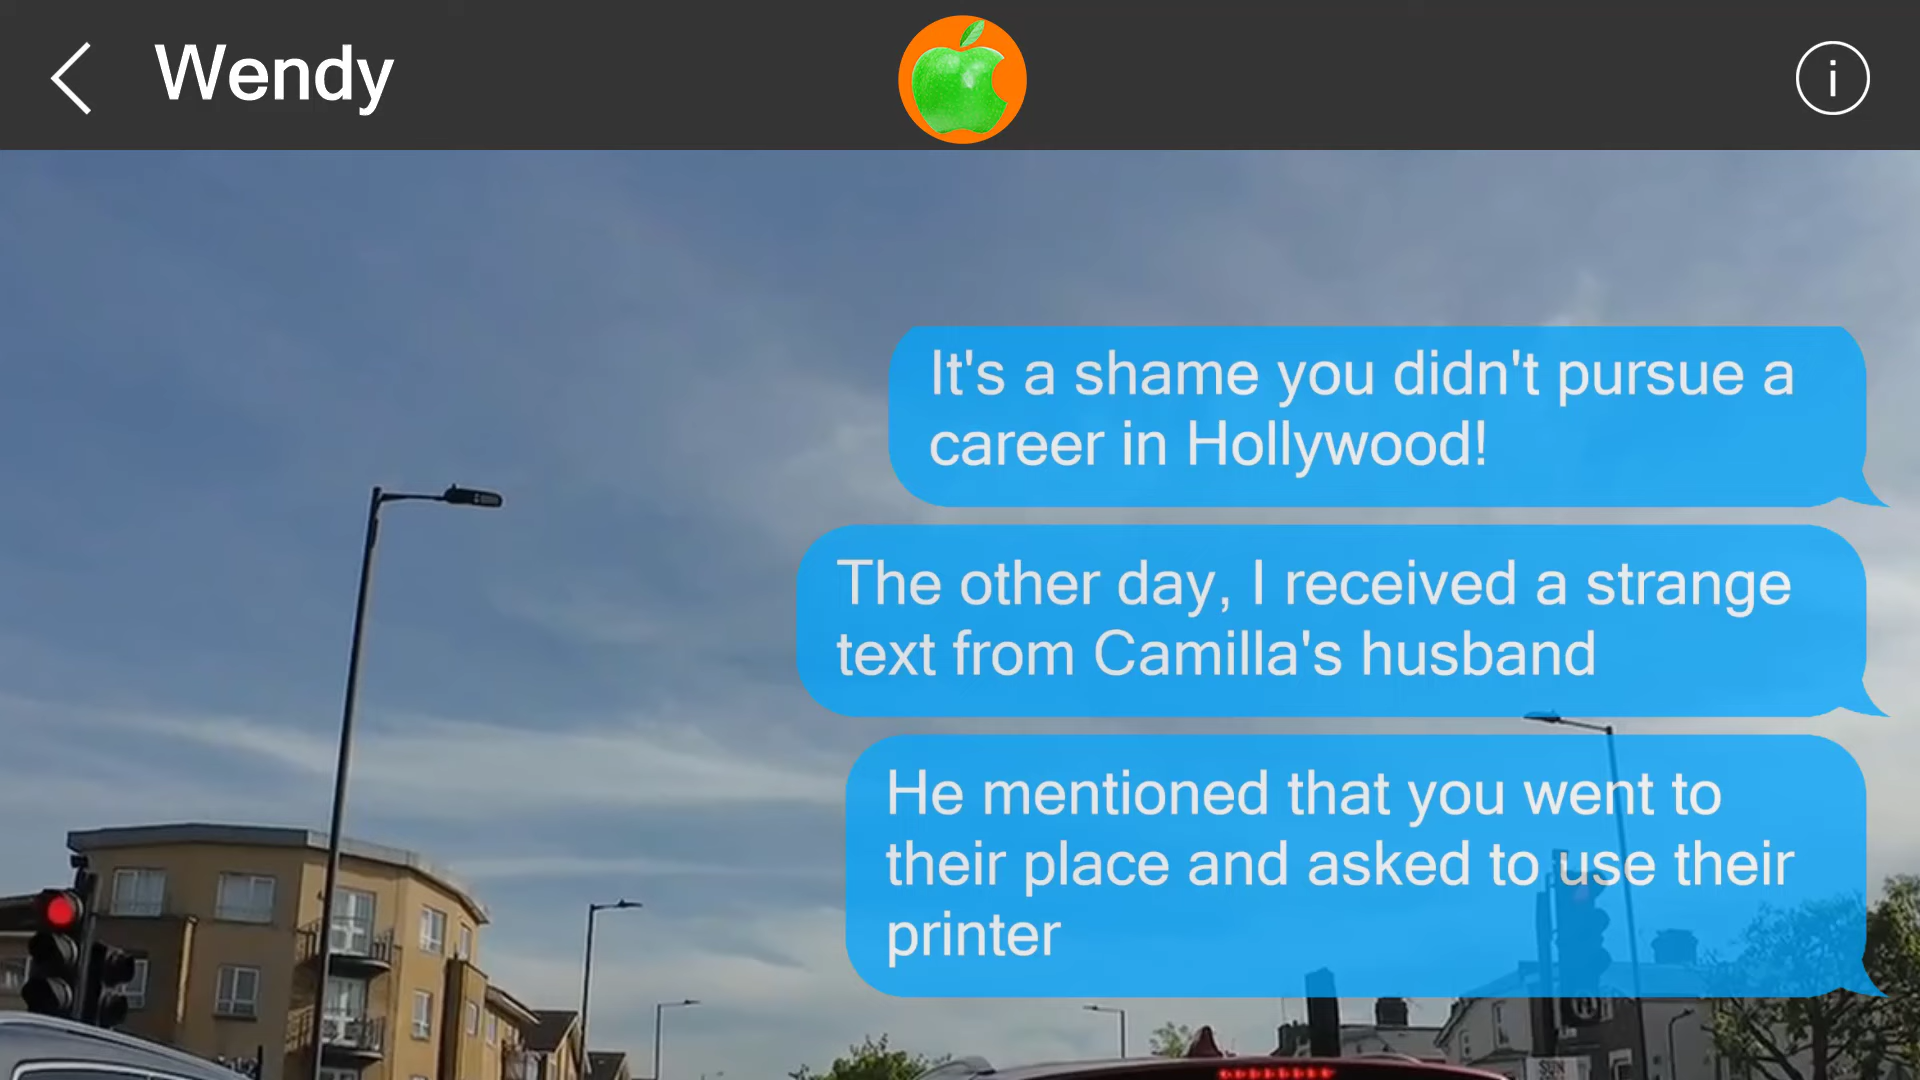 Wendy
i
It's a shame you didn't pursue a
career in Hollywood!
The other day, I received a strange
text from Camilla's husband
He mentioned that you went to
their place and asked to use their
printer